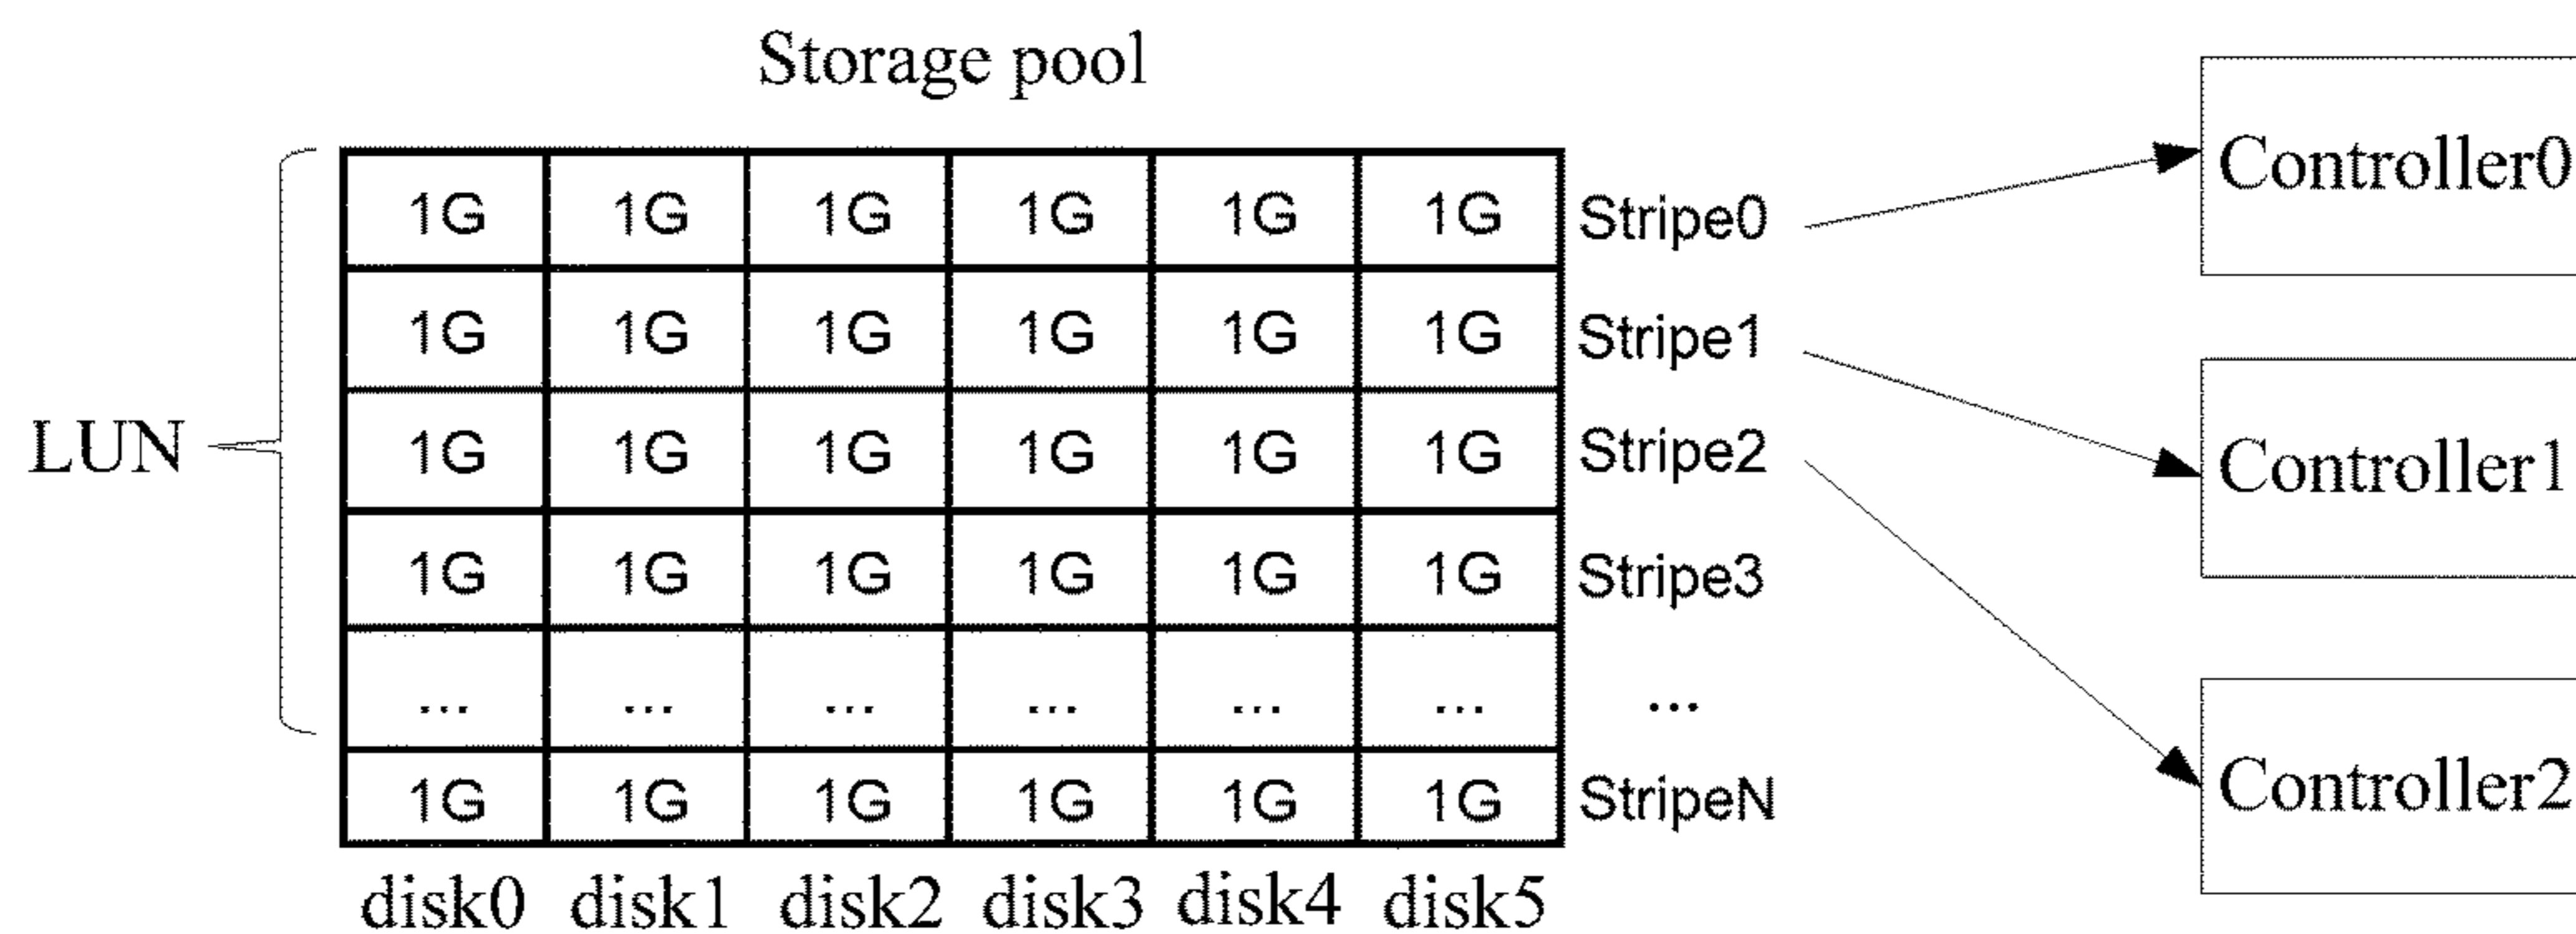 Storage pool
1G 1G 1G 1G 1G 1G Stripe0
Controller0
1G 1G 1G 1G 1G 1G Stripe1
LUN
1G 1G 1G 1G 1G 1G Stripe2
Controller1
1G 1G 1G 1G 1G 1G Stripe3
... ... ... ... ... ... ...
1G 1G 1G 1G 1G 1G StripeN
Controller2
disk0 disk1 disk2 disk3 disk4 disk5